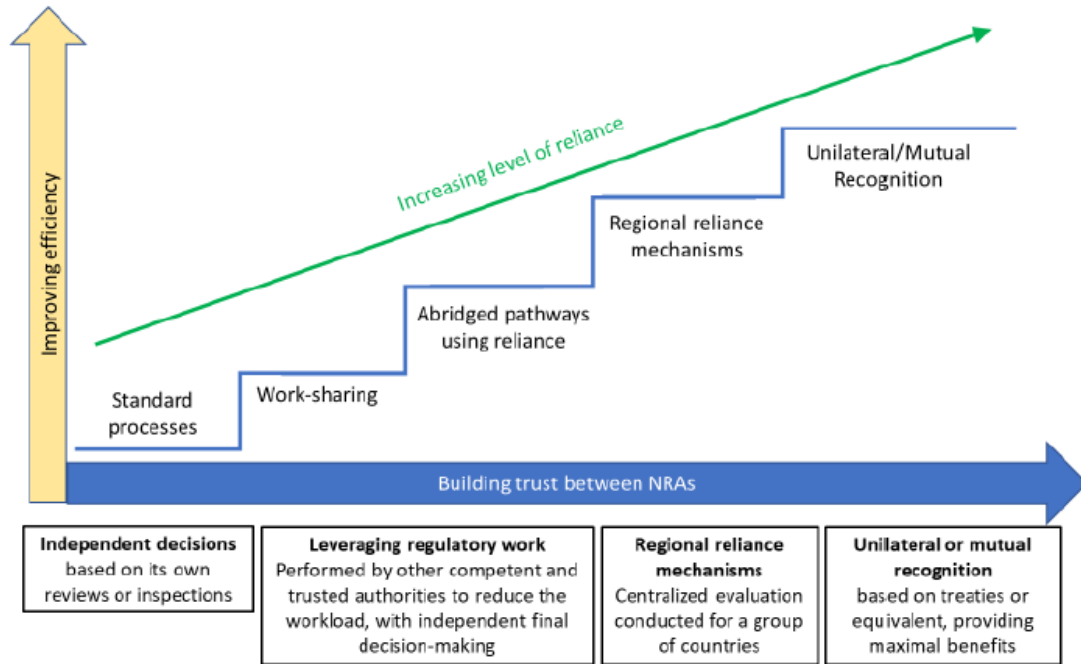 Improving efficiency
Increasing level of reliance
Standard
processes
Work-sharing
Abridged pathways
using reliance
Regional reliance
mechanisms
Unilateral/Mutual
Recognition
Building trust between NRAs
Independent decisions
based on its own
reviews or inspections
Leveraging regulatory work
Performed by other competent and
trusted authorities to reduce the
workload, with independent final
decision-making
Regional reliance
mechanisms
Centralized evaluation
conducted for a group
of countries
Unilateral or mutual
recognition
based on treaties or
equivalent, providing
maximal benefits